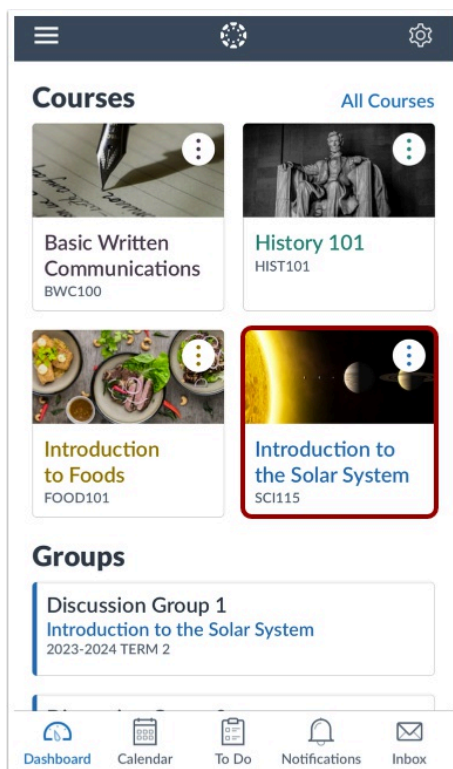 Courses
All Courses
Basic Written
Communications
BWC100
History 101
HIST101
Introduction
to Foods
FOOD101
Introduction to
the Solar System
SCI115
Groups
Discussion Group 1
Introduction to the Solar System
2023-2024 TERM 2
Dashboard
Calendar
To Do
Notifications
Inbox